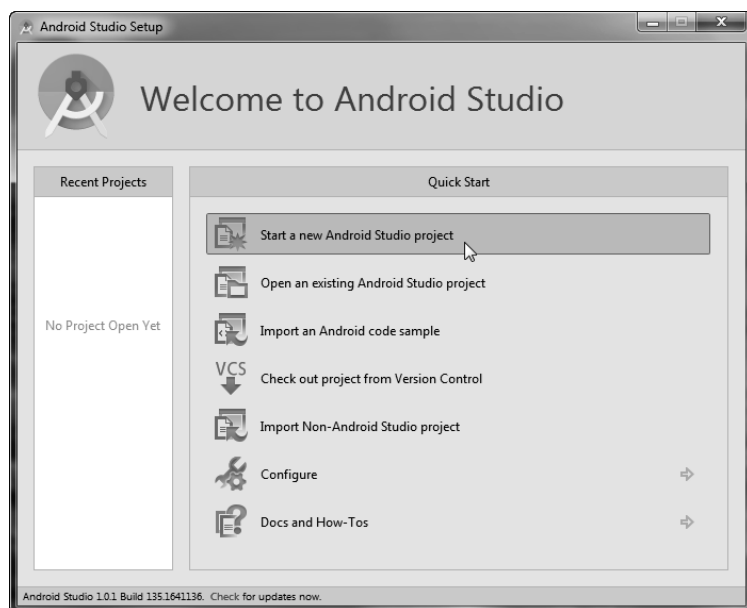 Android Studio Setup
Welcome to Android Studio
Recent Projects
No Project Open Yet
Quick Start
Start a new Android Studio project
Open an existing Android Studio project
Import an Android code sample
VCS
Check out project from Version Control
Import Non-Android Studio project
Configure
Docs and How-Tos
Android Studio 1.0.1 Build 135.1641136. Check for updates now.